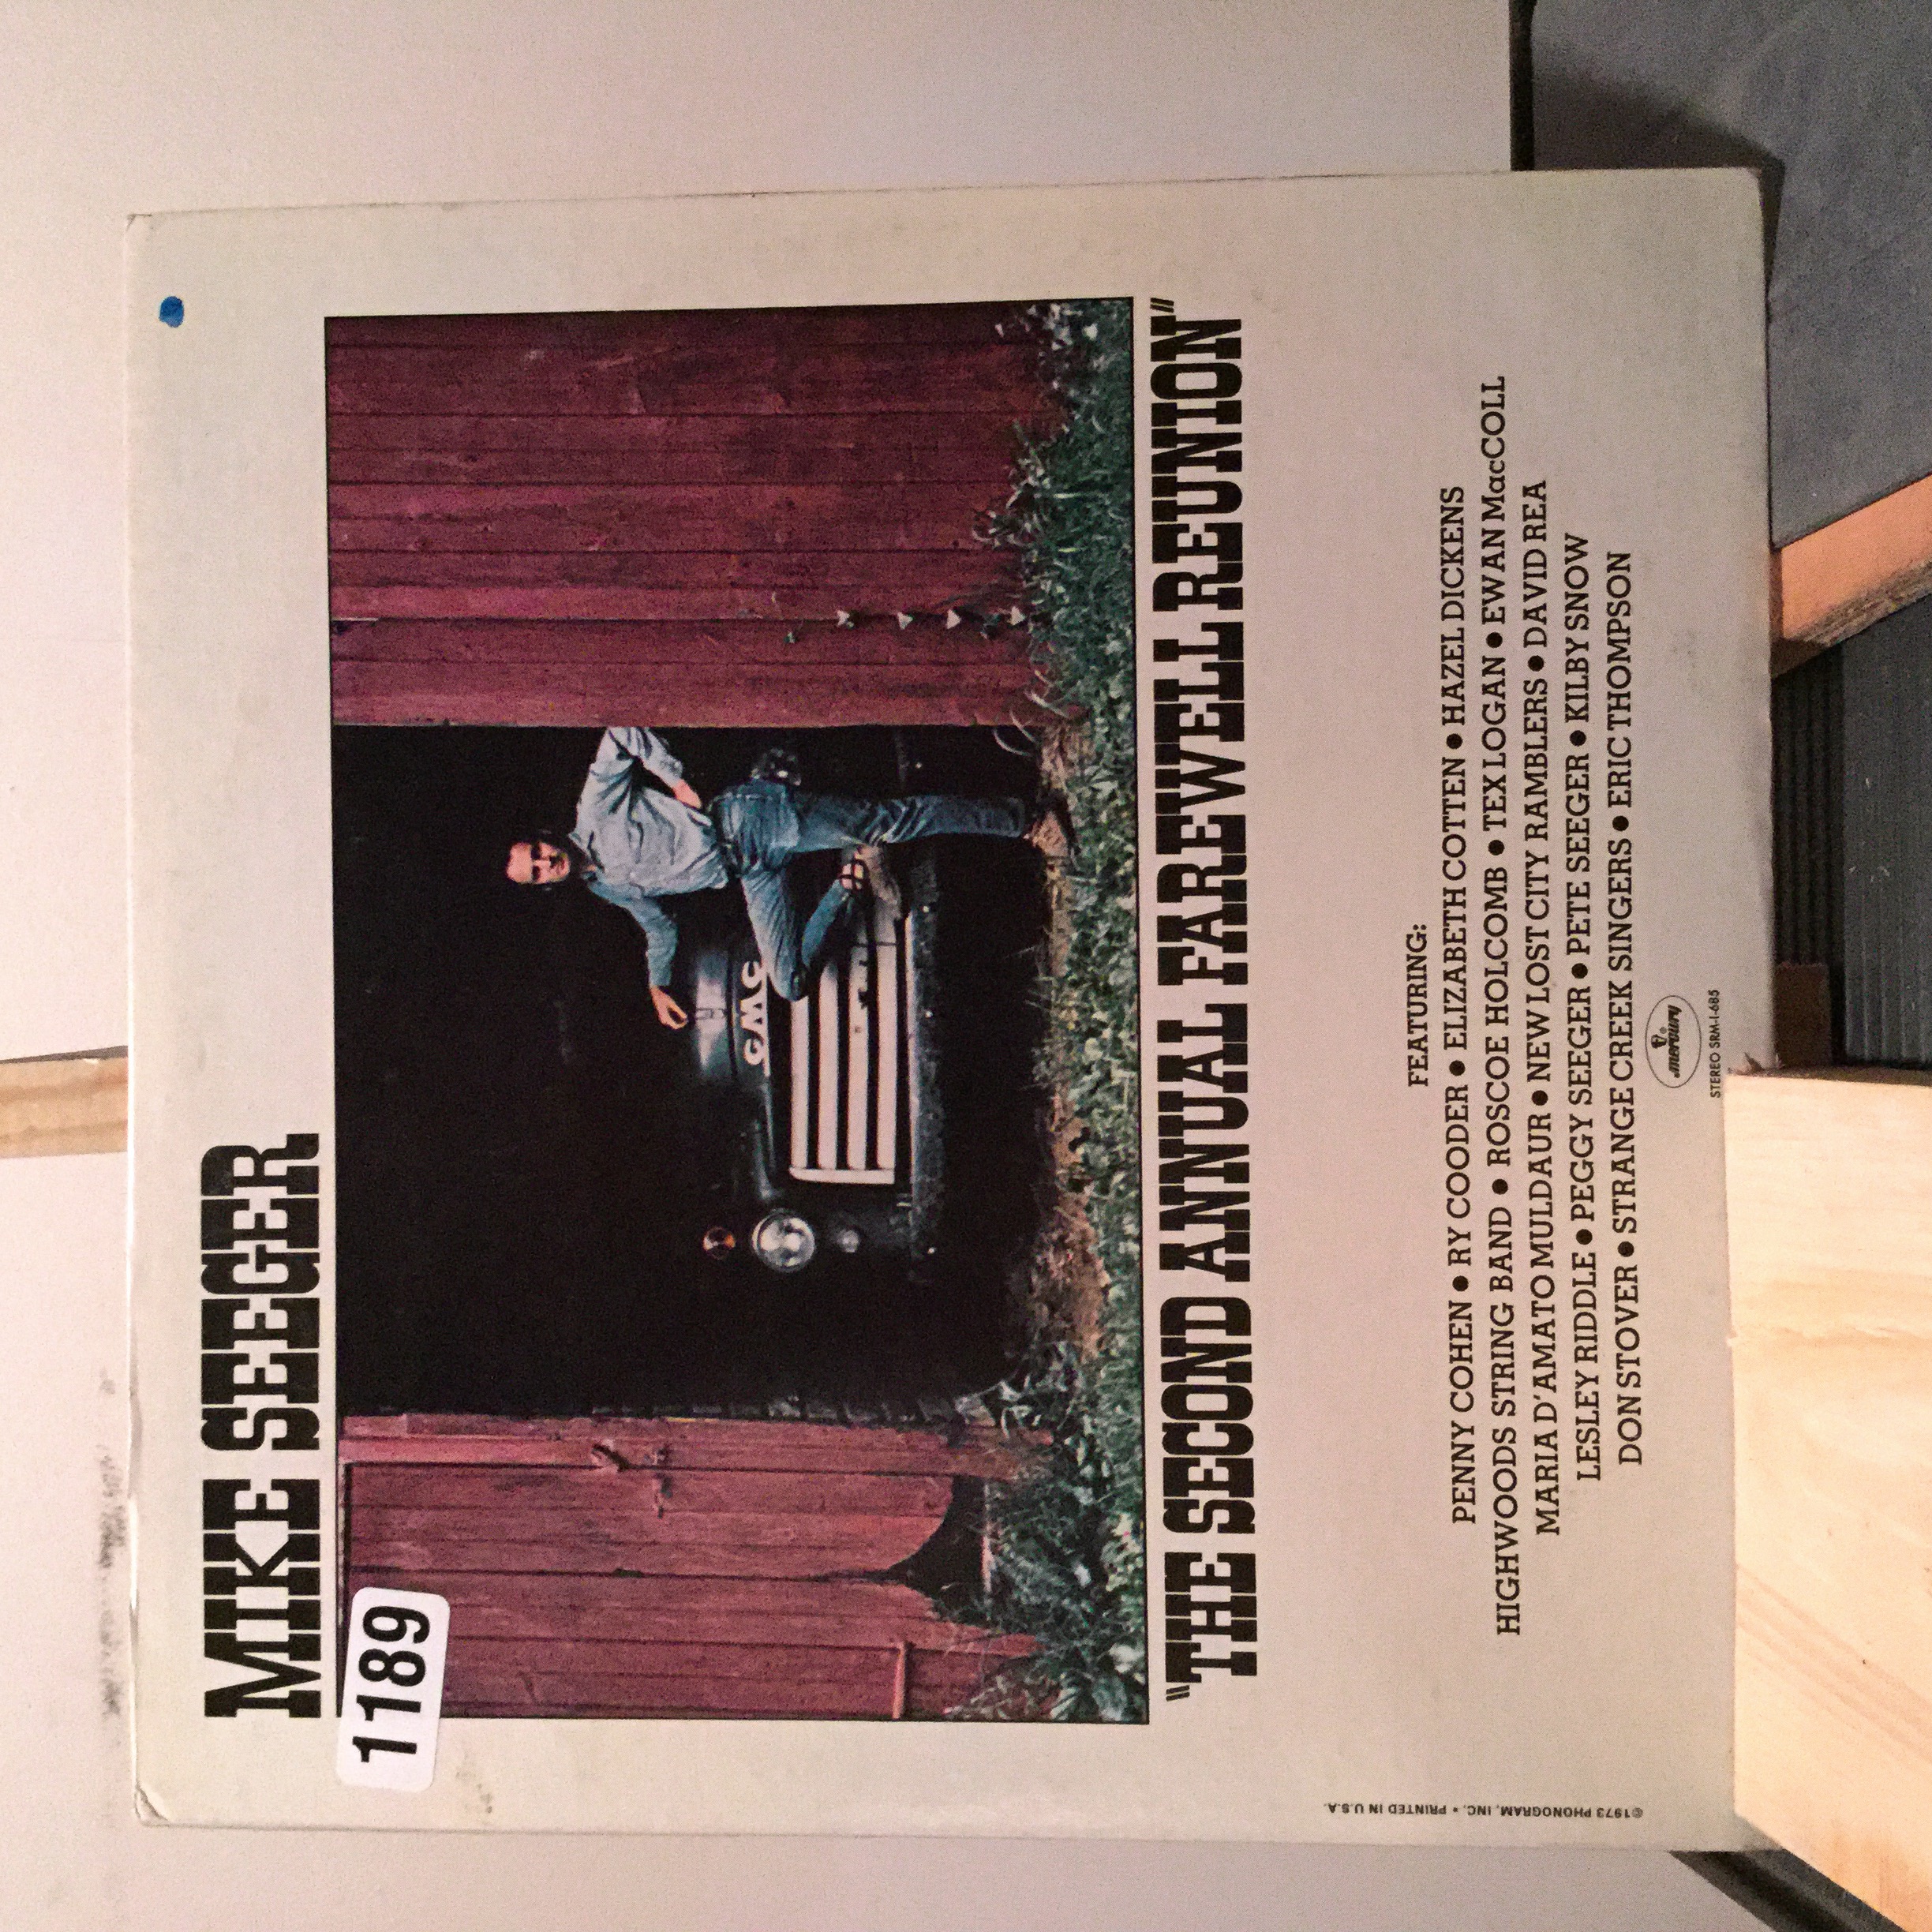 MIKE SEEGER
1189
GMC
"THE SECOND ANNUAL FAREWELL REUNION"
FEATURING:
PENNY COHEN • RY COODER • ELIZABETH COTTEN • HAZEL DICKENS
HIGHWOODS STRING BAND • ROSCOE HOLCOMB • TEX LOGAN • EWAN MacCOLL
MARIA D'AMATO MULDAUR • NEW LOST CITY RAMBLERS • DAVID REA
LESLEY RIDDLE • PEGGY SEEGER • PETE SEEGER • KILBY SNOW
DON STOVER • STRANGE CREEK SINGERS • ERIC THOMPSON
mercury®
STEREO SRM-1-685
©1973 PHONOGRAM, INC. • PRINTED IN U.S.A.